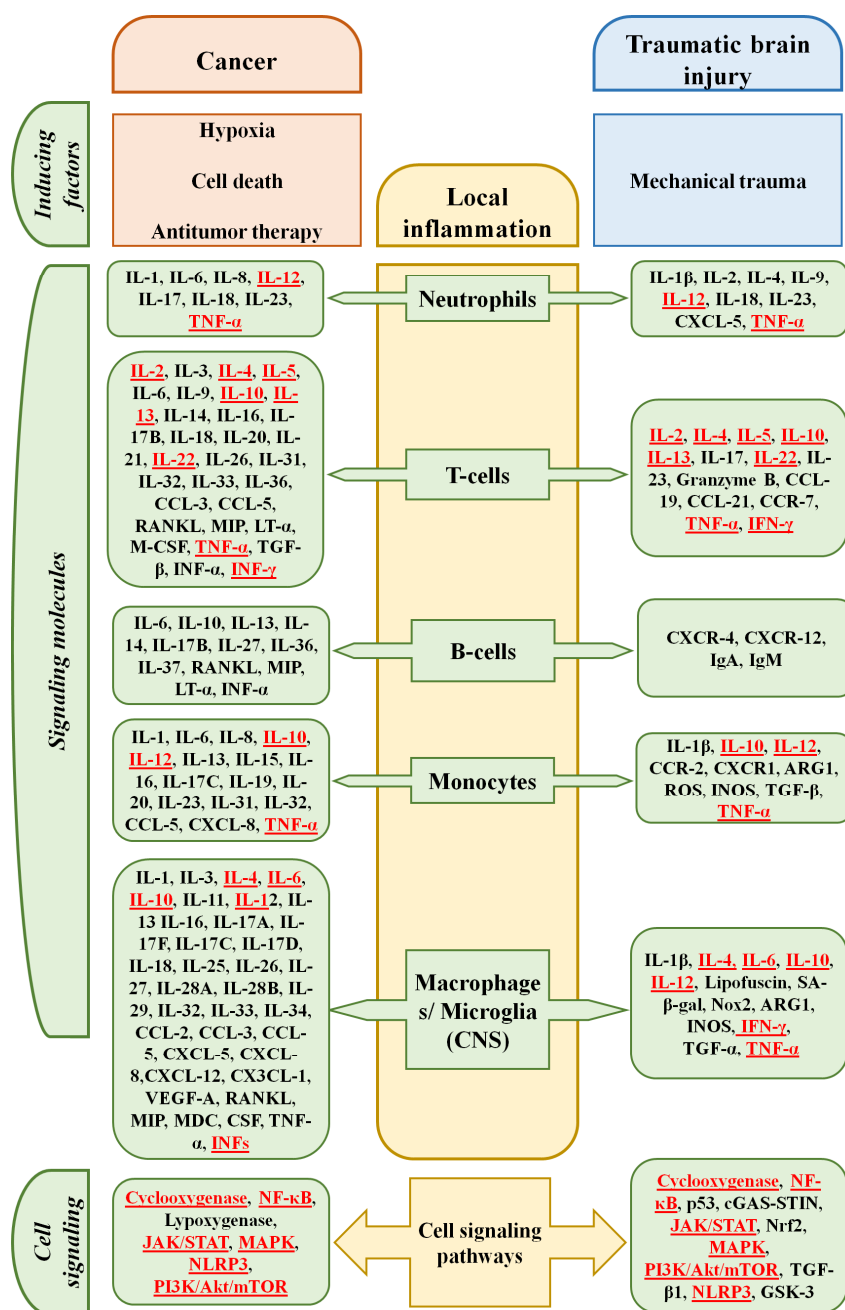 Cancer
Traumatic brain
injury
Inducing
factors
Hypoxia
Cell death
Antitumor therapy
Local
inflammation
Mechanical trauma
Signaling molecules
IL-1, IL-6, IL-8, IL-12,
IL-17, IL-18, IL-23,
TNF-α
Neutrophils
IL-1β, IL-2, IL-4, IL-9,
IL-12, IL-18, IL-23,
CXCL-5, TNF-α
IL-2, IL-3, IL-4, IL-5,
IL-6, IL-9, IL-10, IL-
13, IL-14, IL-16, IL-
17B, IL-18, IL-20, IL-
21, IL-22, IL-26, IL-31,
IL-32, IL-33, IL-36,
CCL-3, CCL-5,
RANKL, MIP, LT-α,
M-CSF, TNF-α, TGF-
β, INF-α, INF-γ
T-cells
IL-2, IL-4, IL-5, IL-10,
IL-13, IL-17, IL-22, IL-
23, Granzyme B, CCL-
19, CCL-21, CCR-7,
TNF-α, IFN-γ
IL-6, IL-10, IL-13, IL-
14, IL-17B, IL-27, IL-36,
IL-37, RANKL, MIP,
LT-α, INF-α
B-cells
CXCR-4, CXCR-12,
IgA, IgM
IL-1, IL-6, IL-8, IL-10,
IL-12, IL-13, IL-15, IL-
16, IL-17C, IL-19, IL-
20, IL-23, IL-31, IL-32,
CCL-5, CXCL-8, TNF-α
Monocytes
IL-1β, IL-10, IL-12,
CCR-2, CXCR1, ARG1,
ROS, INOS, TGF-β,
TNF-α
IL-1, IL-3, IL-4, IL-6,
IL-10, IL-11, IL-12, IL-
13 IL-16, IL-17A, IL-
17F, IL-17C, IL-17D,
IL-18, IL-25, IL-26, IL-
27, IL-28A, IL-28B, IL-
29, IL-32, IL-33, IL-34,
CCL-2, CCL-3, CCL-
5, CXCL-5, CXCL-
8,CXCL-12, CX3CL-1,
VEGF-A, RANKL,
MIP, MDC, CSF, TNF-
α, INFs
Macrophage
s/ Microglia
(CNS)
IL-1β, IL-4, IL-6, IL-10,
IL-12, Lipofuscin, SA-
β-gal, Nox2, ARG1,
INOS, IFN-γ,
TGF-α, TNF-α
Cell
signaling
Cyclooxygenase, NF-κB,
Lypoxygenase,
JAK/STAT, MAPK,
NLRP3,
PI3K/Akt/mTOR
Cell signaling
pathways
Cyclooxygenase, NF-
κB, p53, cGAS-STIN,
JAK/STAT, Nrf2,
MAPK,
PI3K/Akt/mTOR, TGF-
β1, NLRP3, GSK-3